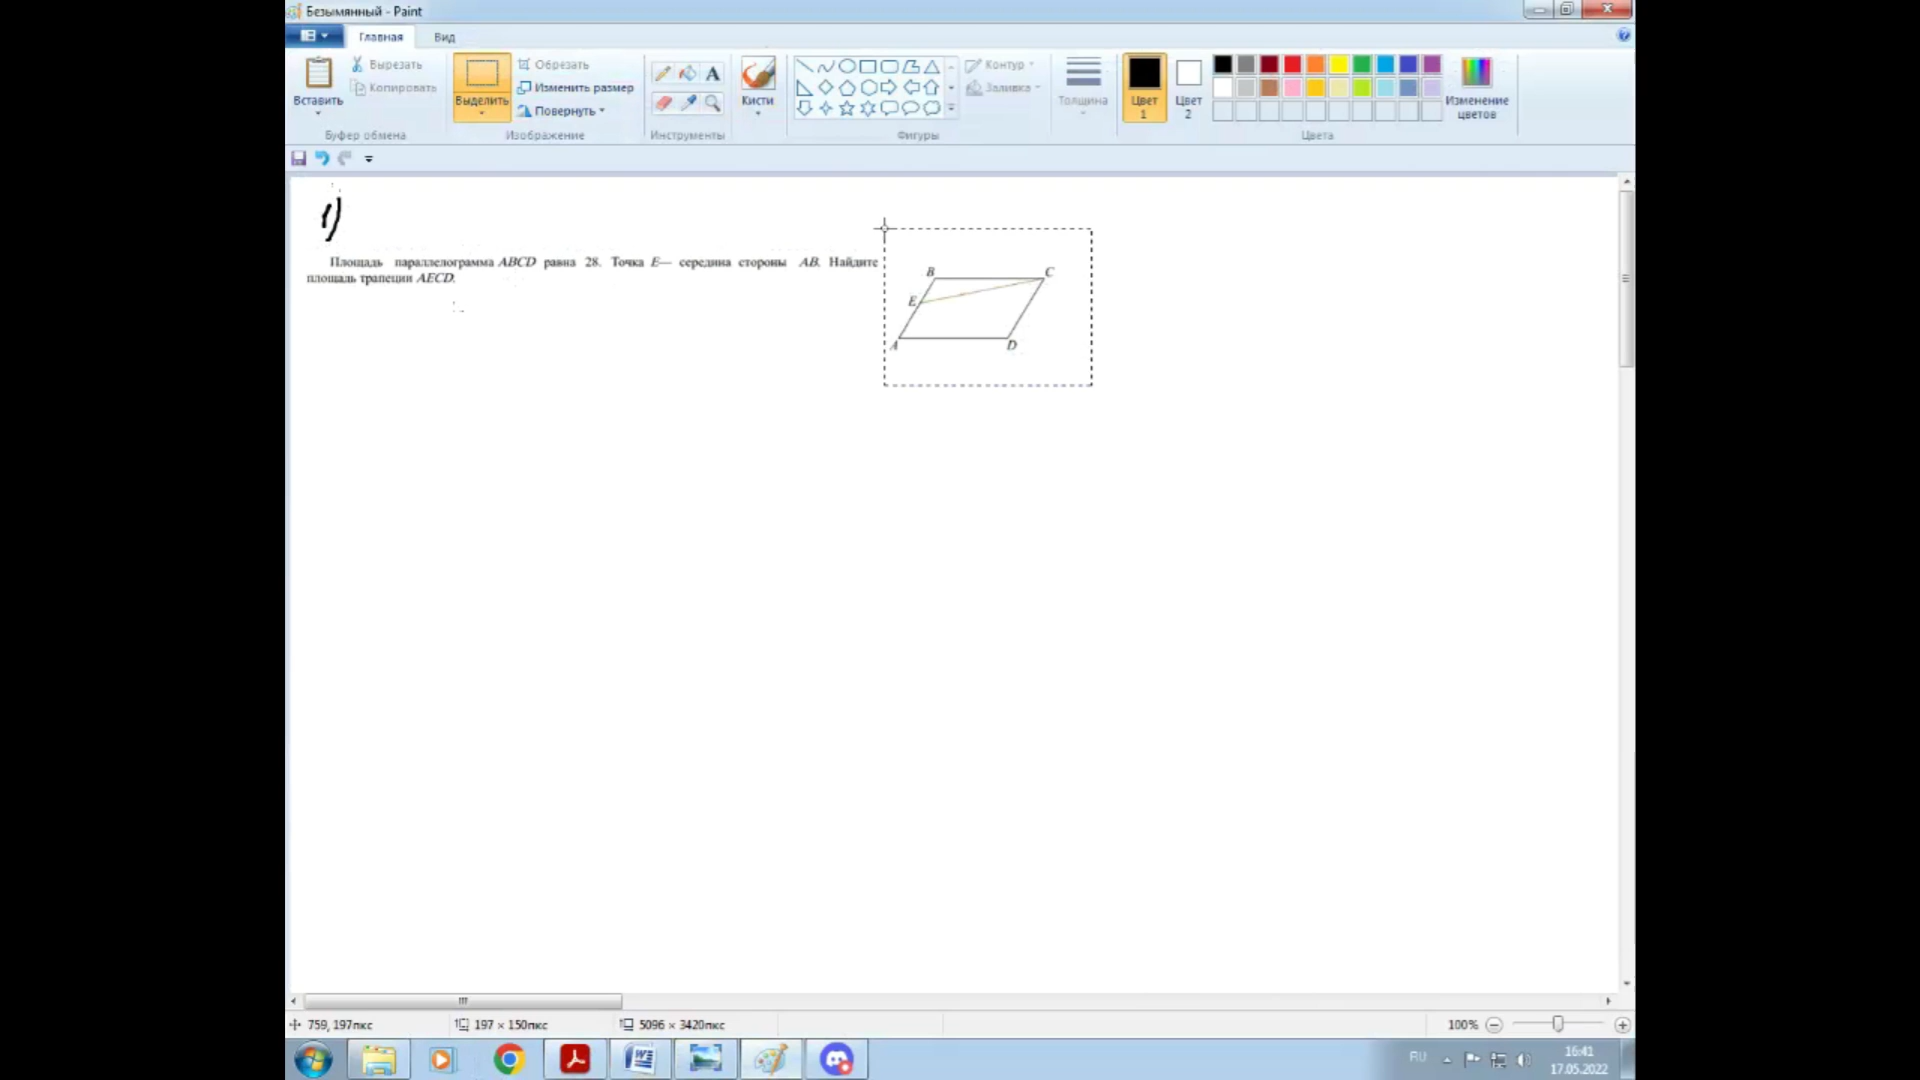 Безымянный - Paint
Главная
Вид
Вставить
Вырезать
Копировать
Буфер обмена
Выделить
Обрезать
Изменить размер
Повернуть
Изображение
A
Инструменты
Кисти
Фигуры
Контур
Заливка
Толщина
Цвет 1
Цвет 2
Изменение цветов
Цвета
1)
Площадь параллелограмма ABCD равна 28. Точка E— середина стороны AB. Найдите
площадь трапеции AECD.
B
C
E
A
D
759, 197пкс
197 × 150пкс
5096 × 3420пкс
100%
RU
16:41
17.05.2022